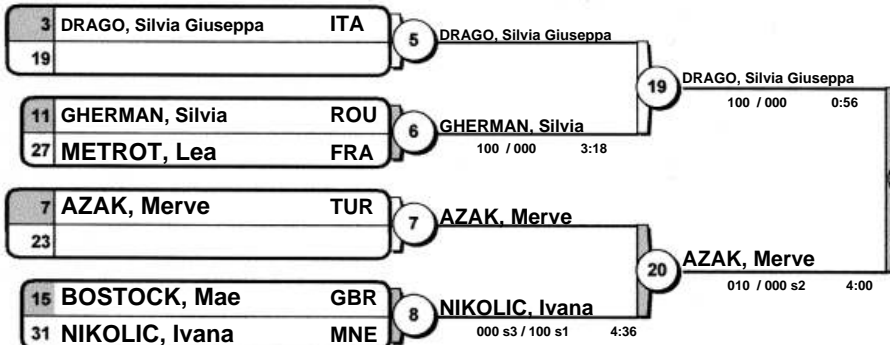 3 DRAGO, Silvia Giuseppa ITA
19
5
DRAGO, Silvia Giuseppa
11 GHERMAN, Silvia ROU
27 METROT, Lea FRA
6
GHERMAN, Silvia
100 / 000 3:18
19
DRAGO, Silvia Giuseppa
100 / 000 0:56
7 AZAK, Merve TUR
23
7
AZAK, Merve
15 BOSTOCK, Mae GBR
31 NIKOLIC, Ivana MNE
8
NIKOLIC, Ivana
000 s3 / 100 s1 4:36
20
AZAK, Merve
010 / 000 s2 4:00